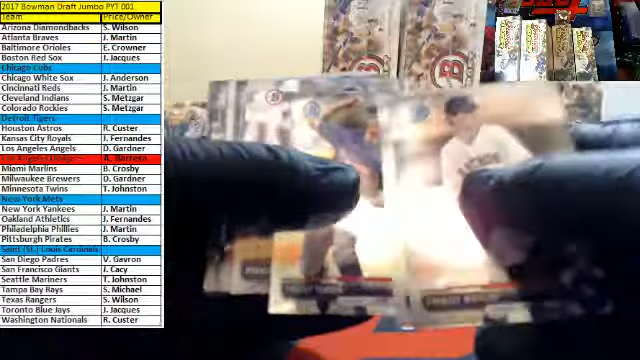 2017 Bowman Draft Jumbo PYT 001
Team Price/Owner
Arizona Diamondbacks S. Wilson
Atlanta Braves J. Martin
Baltimore Orioles E. Crowner
Boston Red Sox J. Jacques
Chicago Cubs
Chicago White Sox J. Anderson
Cincinnati Reds J. Martin
Cleveland Indians S. Metzgar
Colorado Rockies S. Metzgar
Detroit Tigers
Houston Astros R. Custer
Kansas City Royals J. Fernandes
Los Angeles Angels D. Gardner
Los Angeles Dodgers A. Barrera
Miami Marlins B. Crosby
Milwaukee Brewers D. Gardner
Minnesota Twins T. Johnston
New York Mets
New York Yankees J. Martin
Oakland Athletics J. Fernandes
Philadelphia Phillies J. Martin
Pittsburgh Pirates B. Crosby
Saint (St.) Louis Cardinals
San Diego Padres V. Gavron
San Francisco Giants J. Cacy
Seattle Mariners T. Johnston
Tampa Bay Rays S. Michael
Texas Rangers S. Wilson
Toronto Blue Jays J. Jacques
Washington Nationals R. Custer